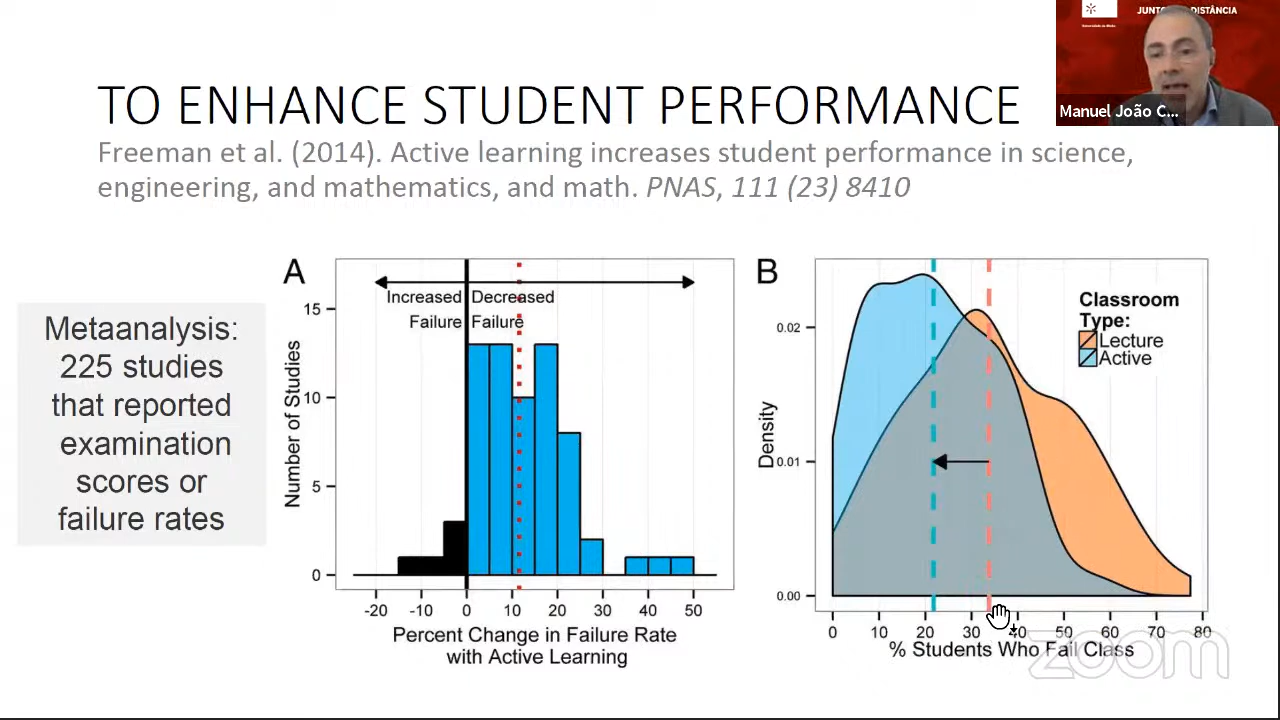 JUNTOS À DISTÂNCIA
Manuel João C...
TO ENHANCE STUDENT PERFORMANCE
Freeman et al. (2014). Active learning increases student performance in science,
engineering, and mathematics, and math. PNAS, 111 (23) 8410
Metaanalysis:
225 studies
that reported
examination
scores or
failure rates
A
Increased
Failure
Decreased
Failure
Number of Studies
15
10
5
0
-20 -10 0 10 20 30 40 50
Percent Change in Failure Rate
with Active Learning
B
Classroom
Type:
Lecture
Active
Density
0.02
0.01
0.00
0 10 20 30 40 50 60 70 80
% Students Who Fail Class
zoom